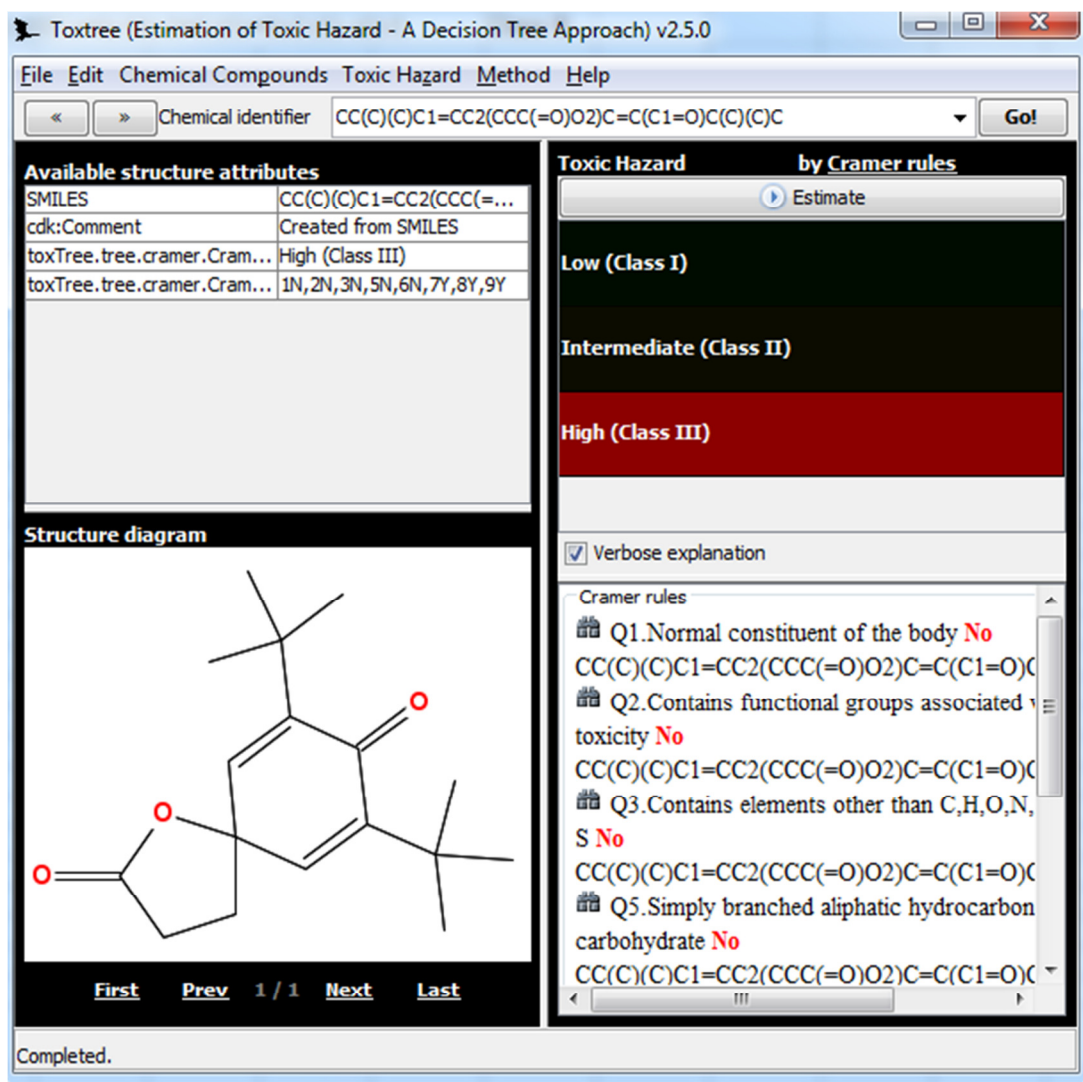 Toxtree (Estimation of Toxic Hazard - A Decision Tree Approach) v2.5.0
File Edit Chemical Compounds Toxic Hazard Method Help
« » Chemical identifier CC(C)(C)C1=CC2(CCC(=O)O2)C=C(C1=O)C(C)(C)C Go!
Available structure attributes
SMILES CC(C)(C)C1=CC2(CCC(=...
cdk:Comment Created from SMILES
toxTree.tree.cramer.Cram... High (Class III)
toxTree.tree.cramer.Cram... 1N,2N,3N,5N,6N,7Y,8Y,9Y
Structure diagram
O
O
O
First Prev 1 / 1 Next Last
Toxic Hazard by Cramer rules
Estimate
Low (Class I)
Intermediate (Class II)
High (Class III)
Verbose explanation
Cramer rules
Q1.Normal constituent of the body No
CC(C)(C)C1=CC2(CCC(=O)O2)C=C(C1=O)C
Q2.Contains functional groups associated
toxicity No
CC(C)(C)C1=CC2(CCC(=O)O2)C=C(C1=O)C
Q3.Contains elements other than C,H,O,N,
S No
CC(C)(C)C1=CC2(CCC(=O)O2)C=C(C1=O)C
Q5.Simply branched aliphatic hydrocarbon
carbohydrate No
CC(C)(C)C1=CC2(CCC(=O)O2)C=C(C1=O)C
Completed.